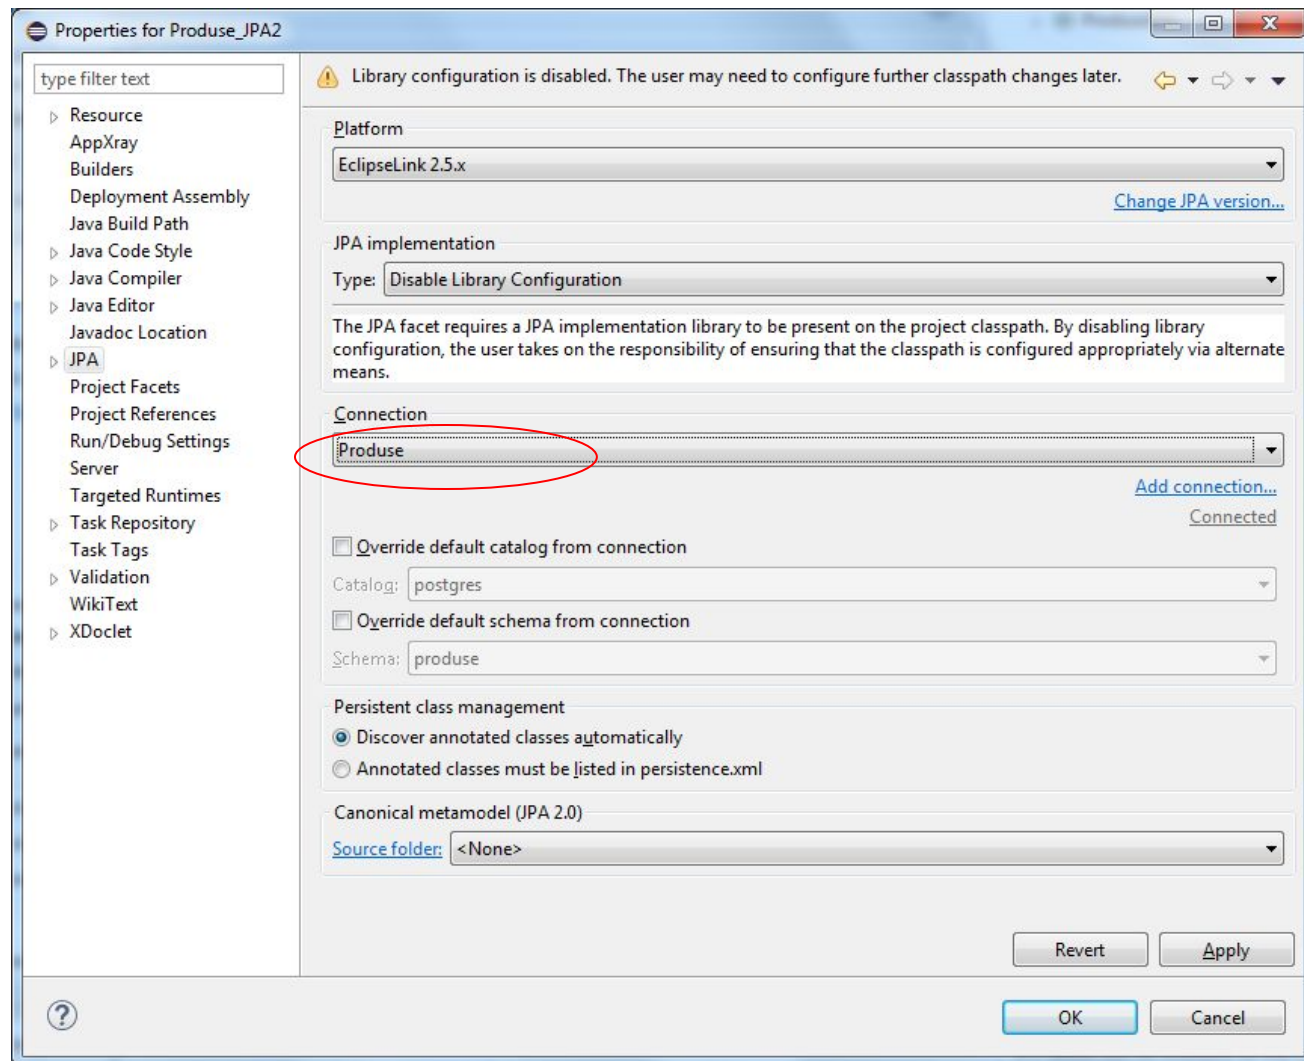 Properties for Produse_JPA2
type filter text
Resource
AppXray
Builders
Deployment Assembly
Java Build Path
Java Code Style
Java Compiler
Java Editor
Javadoc Location
JPA
Project Facets
Project References
Run/Debug Settings
Server
Targeted Runtimes
Task Repository
Task Tags
Validation
WikiText
XDoclet
Library configuration is disabled. The user may need to configure further classpath changes later.
Platform
EclipseLink 2.5.x
Change JPA version...
JPA implementation
Type: Disable Library Configuration
The JPA facet requires a JPA implementation library to be present on the project classpath. By disabling library
configuration, the user takes on the responsibility of ensuring that the classpath is configured appropriately via alternate
means.
Connection
Produse
Add connection...
Connected
Override default catalog from connection
Catalog: postgres
Override default schema from connection
Schema: produse
Persistent class management
Discover annotated classes automatically
Annotated classes must be listed in persistence.xml
Canonical metamodel (JPA 2.0)
Source folder: <None>
Revert Apply
OK Cancel